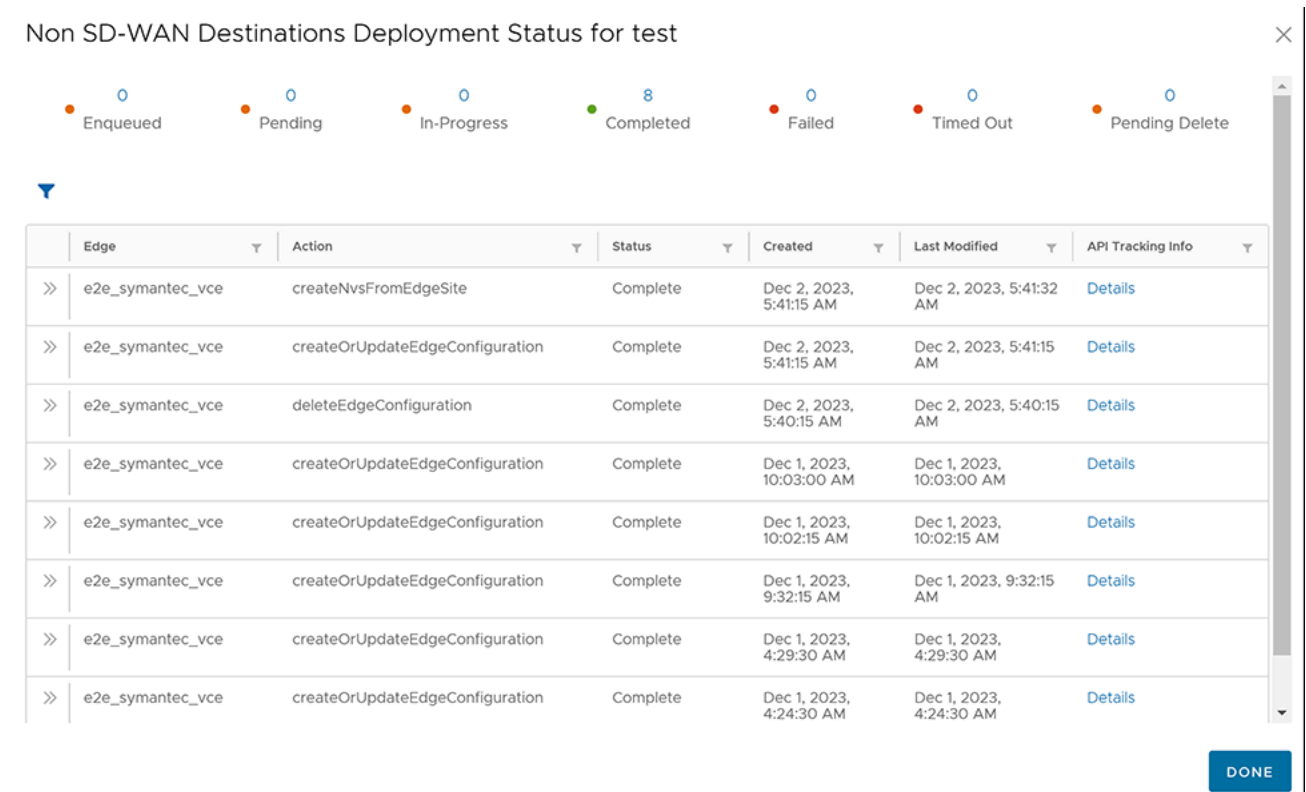 Non SD-WAN Destinations Deployment Status for test
0 0 0 8 0 0 0
Enqueued Pending In-Progress Completed Failed Timed Out Pending Delete
Edge Action Status Created Last Modified API Tracking Info
e2e_symantec_vce createNvsFromEdgeSite Complete Dec 2, 2023, Dec 2, 2023, 5:41:32 Details
5:41:15 AM AM
e2e_symantec_vce createOrUpdateEdgeConfiguration Complete Dec 2, 2023, Dec 2, 2023, 5:41:15 Details
5:41:15 AM AM
e2e_symantec_vce deleteEdgeConfiguration Complete Dec 2, 2023, Dec 2, 2023, 5:40:15 Details
5:40:15 AM AM
e2e_symantec_vce createOrUpdateEdgeConfiguration Complete Dec 1, 2023, Dec 1, 2023, Details
10:03:00 AM 10:03:00 AM
e2e_symantec_vce createOrUpdateEdgeConfiguration Complete Dec 1, 2023, Dec 1, 2023, Details
10:02:15 AM 10:02:15 AM
e2e_symantec_vce createOrUpdateEdgeConfiguration Complete Dec 1, 2023, Dec 1, 2023, 9:32:15 Details
9:32:15 AM AM
e2e_symantec_vce createOrUpdateEdgeConfiguration Complete Dec 1, 2023, Dec 1, 2023, Details
4:29:30 AM 4:29:30 AM
e2e_symantec_vce createOrUpdateEdgeConfiguration Complete Dec 1, 2023, Dec 1, 2023, Details
4:24:30 AM 4:24:30 AM
DONE